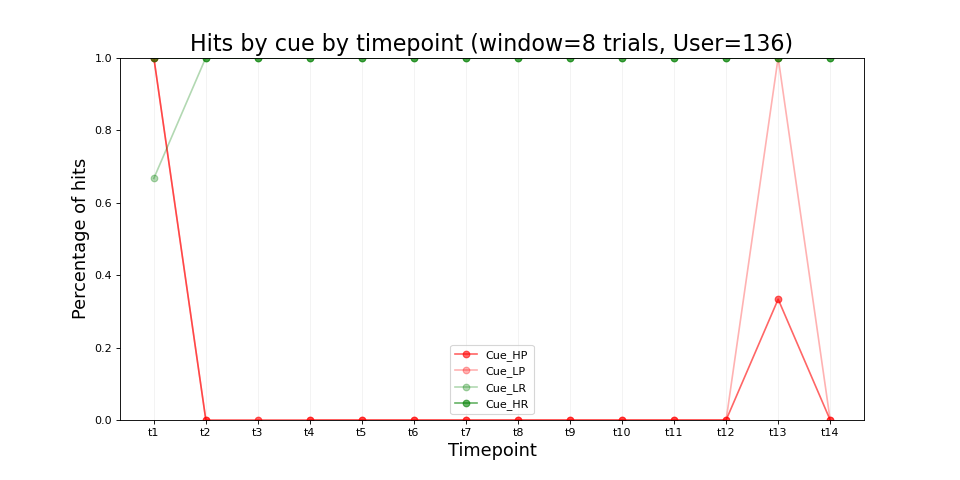 Hits by cue by timepoint (window=8 trials, User=136)
1.0
0.8
0.6
0.4
0.2
0.0
Percentage of hits
Cue_HP
Cue_LP
Cue_LR
Cue_HR
t1 t2 t3 t4 t5 t6 t7 t8 t9 t10 t11 t12 t13 t14
Timepoint